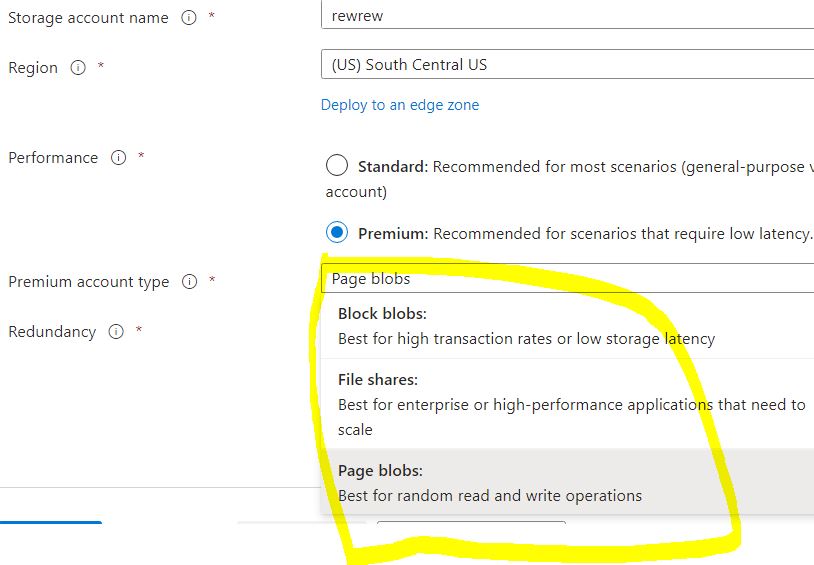 Storage account name *
rewrew
Region *
(US) South Central US
Deploy to an edge zone
Performance *
Standard: Recommended for most scenarios (general-purpose v
account)
Premium: Recommended for scenarios that require low latency.
Premium account type *
Page blobs
Block blobs:
Best for high transaction rates or low storage latency
Redundancy *
File shares:
Best for enterprise or high-performance applications that need to
scale
Page blobs:
Best for random read and write operations